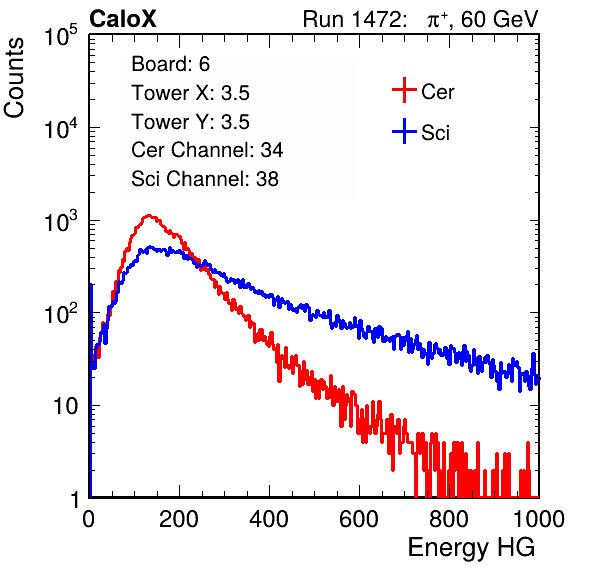 CaloX Run 1472: π⁺, 60 GeV
Counts
10⁵
10⁴
10³
10²
10
1
Board: 6
Tower X: 3.5
Tower Y: 3.5
Cer Channel: 34
Sci Channel: 38
Cer
Sci
0 200 400 600 800 1000
Energy HG